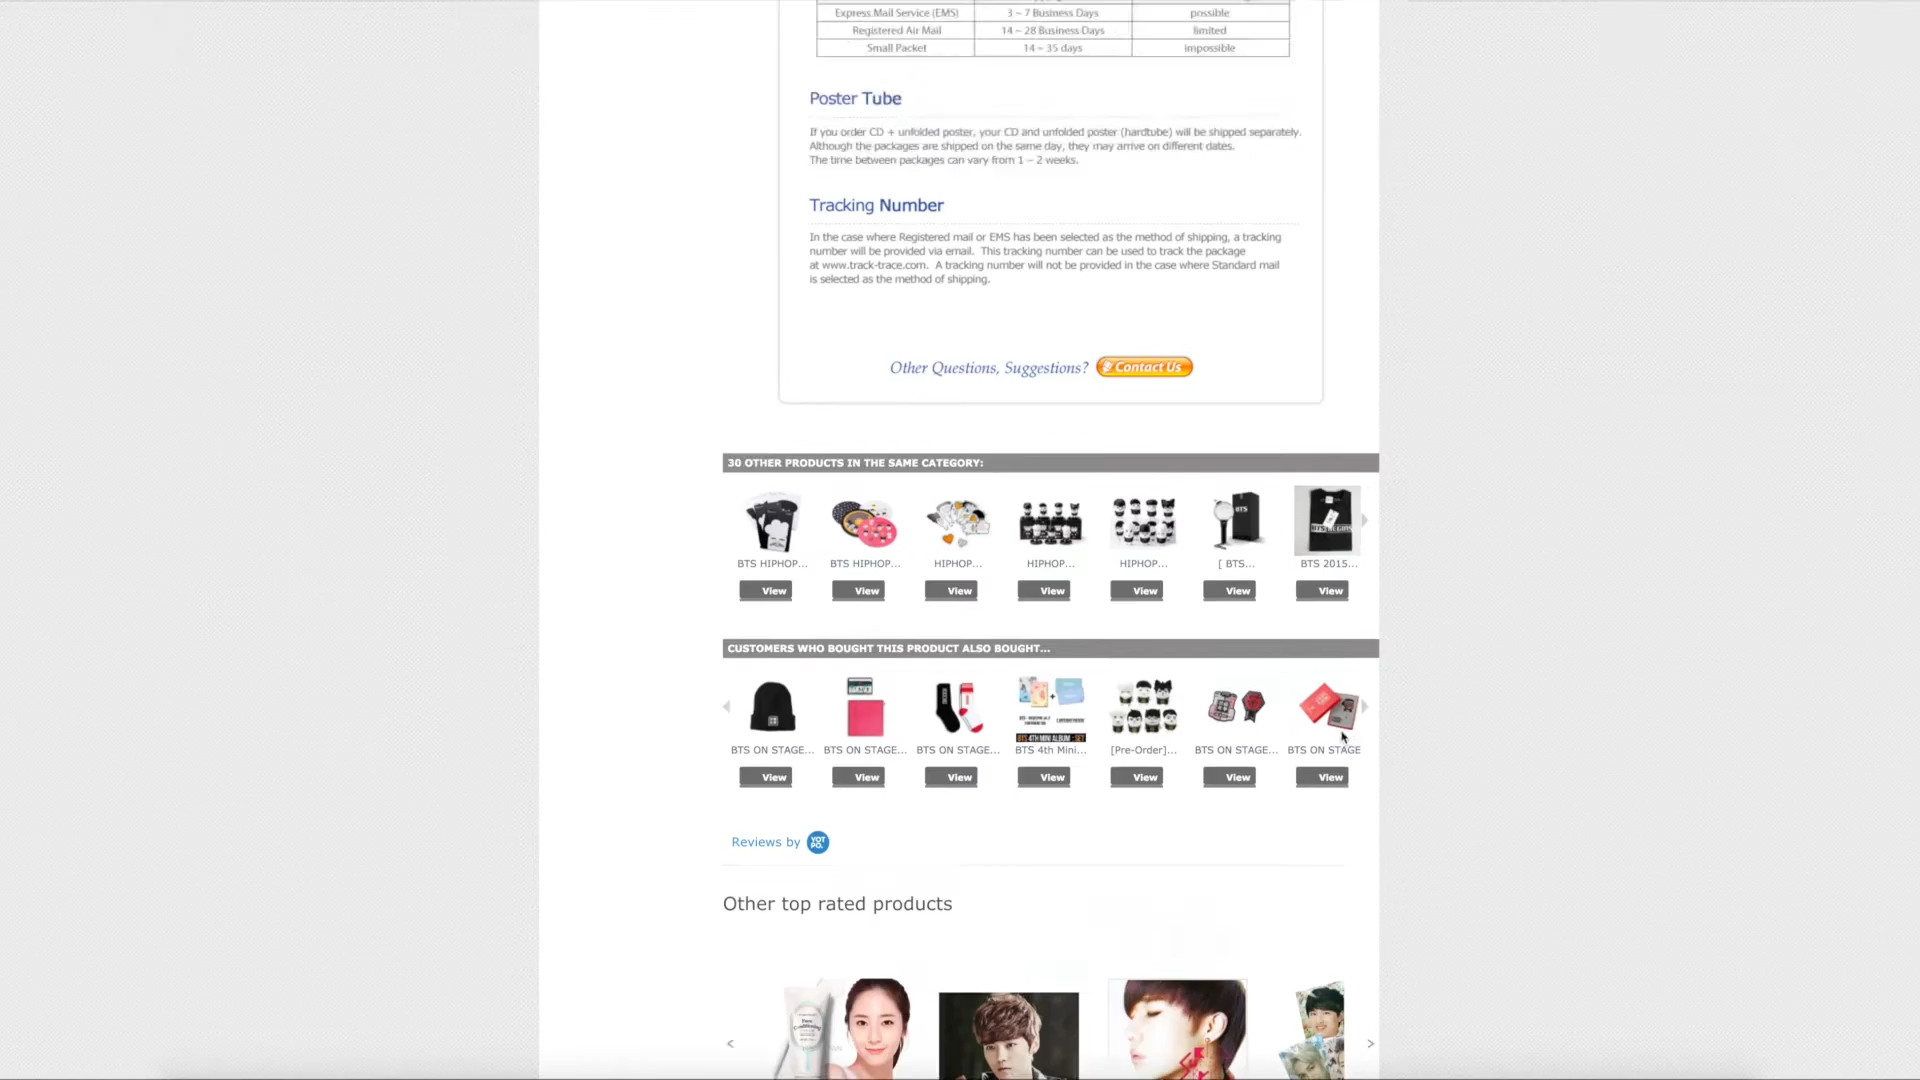 Express Mail Service (EMS) 3 ~ 7 Business Days possible
Registered Air Mail 14 ~ 28 Business Days limited
Small Packet 14 ~ 35 days impossible
Poster Tube
If you order CD + unfolded poster, your CD and unfolded poster (hardtube) will be shipped separately.
Although the packages are shipped on the same day, they may arrive on different dates.
The time between packages can vary from 1 ~ 2 weeks.
Tracking Number
In the case where Registered mail or EMS has been selected as the method of shipping, a tracking
number will be provided via email. This tracking number can be used to track the package
at www.track-trace.com. A tracking number will not be provided in the case where Standard mail
is selected as the method of shipping.
Other Questions, Suggestions? Contact Us
30 OTHER PRODUCTS IN THE SAME CATEGORY:
BTS
BTS HIPHOP... BTS HIPHOP... HIPHOP... HIPHOP... HIPHOP... [ BTS... BTS 2015...
View View View View View View View
CUSTOMERS WHO BOUGHT THIS PRODUCT ALSO BOUGHT...
BTS 4TH MINI ALBUM - SET
BTS ON STAGE... BTS ON STAGE... BTS ON STAGE... BTS 4th Mini... [Pre-Order]... BTS ON STAGE... BTS ON STAGE
View View View View View View View
Reviews by YOTPO.
Other top rated products
< >